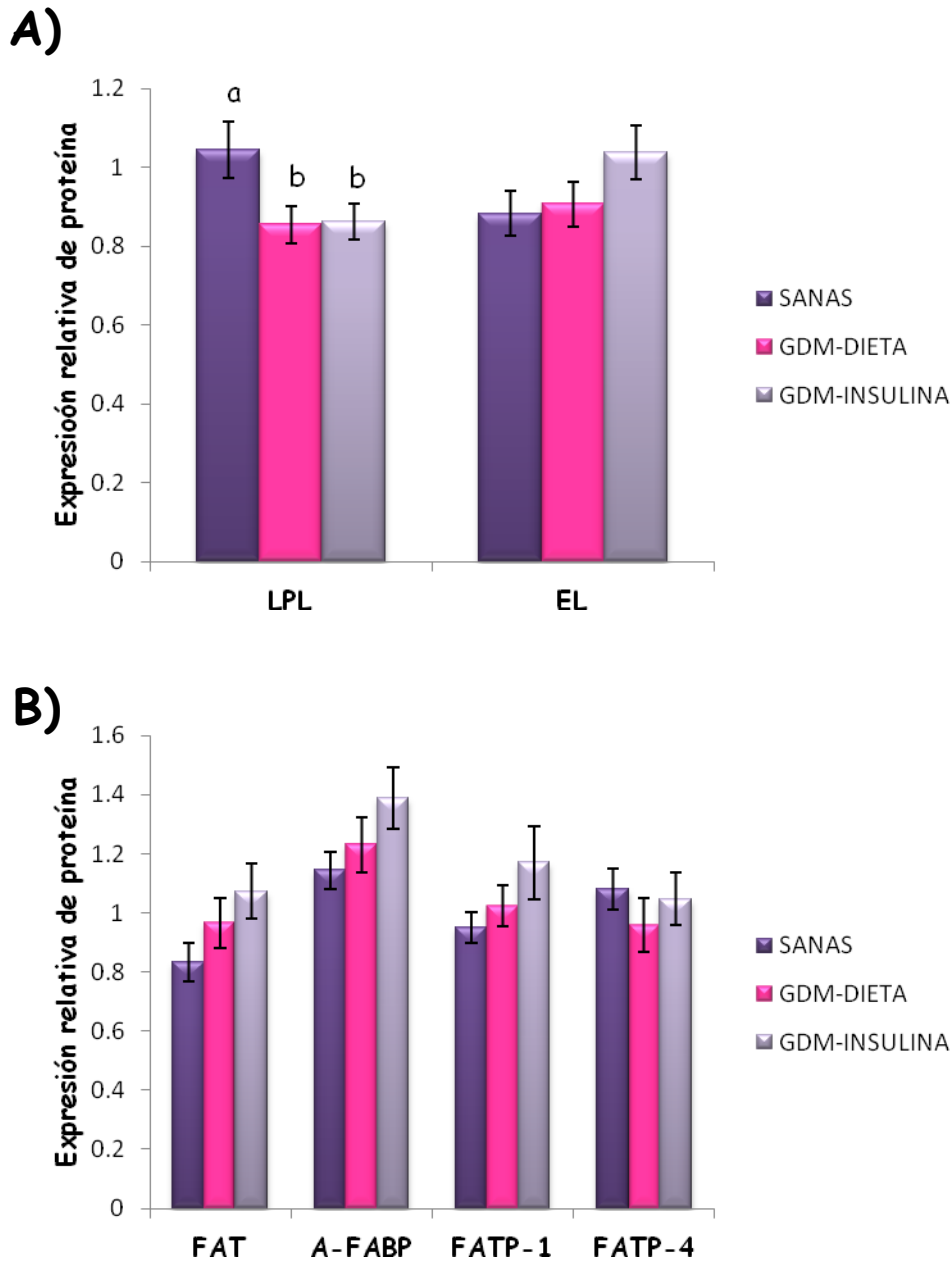 A)
Expresión relativa de proteína
1.2
1
0.8
0.6
0.4
0.2
0
a
b
b
LPL
EL
SANAS
GDM-DIETA
GDM-INSULINA
B)
Expresión relativa de proteína
1.6
1.4
1.2
1
0.8
0.6
0.4
0.2
0
FAT
A-FABP
FATP-1
FATP-4
SANAS
GDM-DIETA
GDM-INSULINA